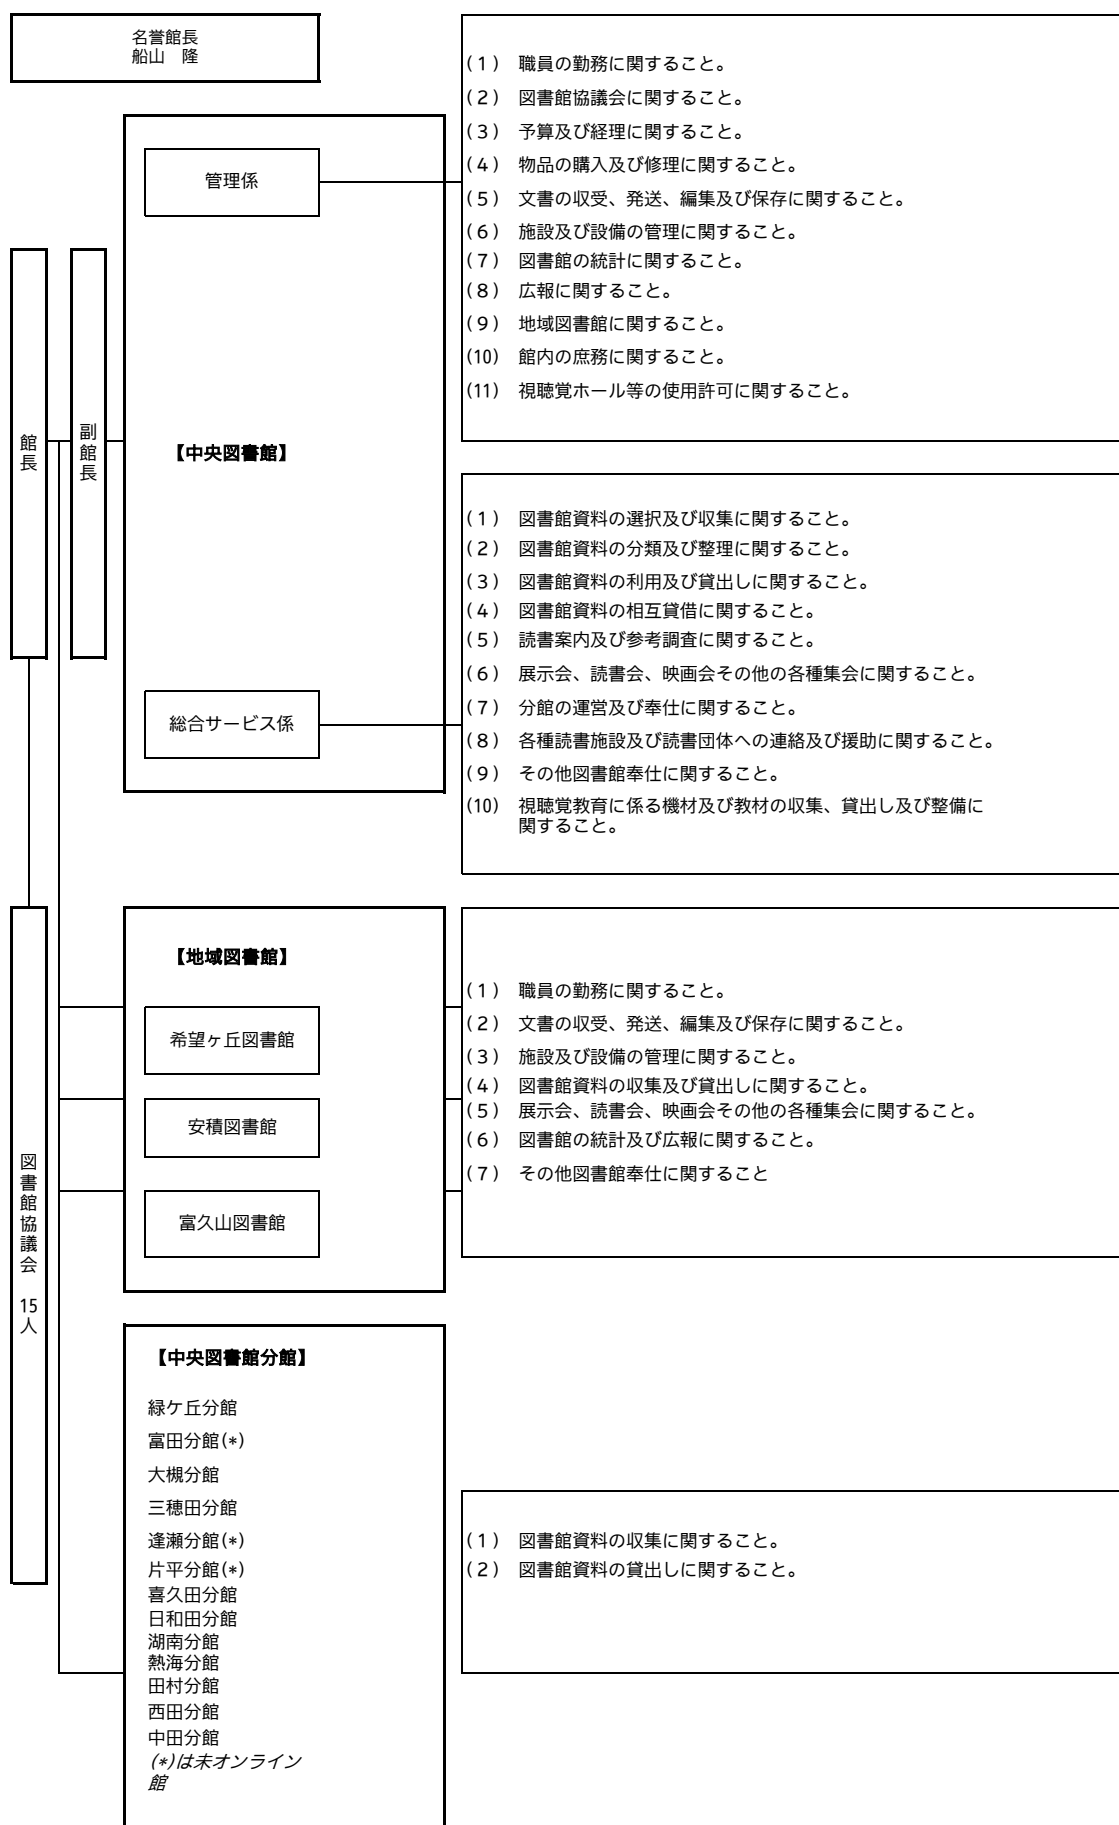 名誉館長
船山　隆
館長
副館長
図書館協議会　15人
【中央図書館】
管理係
(１)　職員の勤務に関すること。
(２)　図書館協議会に関すること。
(３)　予算及び経理に関すること。
(４)　物品の購入及び修理に関すること。
(５)　文書の収受、発送、編集及び保存に関すること。
(６)　施設及び設備の管理に関すること。
(７)　図書館の統計に関すること。
(８)　広報に関すること。
(９)　地域図書館に関すること。
(10)　館内の庶務に関すること。
(11)　視聴覚ホール等の使用許可に関すること。
総合サービス係
(１)　図書館資料の選択及び収集に関すること。
(２)　図書館資料の分類及び整理に関すること。
(３)　図書館資料の利用及び貸出しに関すること。
(４)　図書館資料の相互貸借に関すること。
(５)　読書案内及び参考調査に関すること。
(６)　展示会、読書会、映画会その他の各種集会に関すること。
(７)　分館の運営及び奉仕に関すること。
(８)　各種読書施設及び読書団体への連絡及び援助に関すること。
(９)　その他図書館奉仕に関すること。
(10)　視聴覚教育に係る機材及び教材の収集、貸出し及び整備に
関すること。
【地域図書館】
希望ヶ丘図書館
安積図書館
富久山図書館
(１)　職員の勤務に関すること。
(２)　文書の収受、発送、編集及び保存に関すること。
(３)　施設及び設備の管理に関すること。
(４)　図書館資料の収集及び貸出しに関すること。
(５)　展示会、読書会、映画会その他の各種集会に関すること。
(６)　図書館の統計及び広報に関すること。
(７)　その他図書館奉仕に関すること
【中央図書館分館】
緑ケ丘分館
富田分館(*)
大槻分館
三穂田分館
逢瀬分館(*)
片平分館(*)
喜久田分館
日和田分館
湖南分館
熱海分館
田村分館
西田分館
中田分館
(*)は未オンライン
館
(１)　図書館資料の収集に関すること。
(２)　図書館資料の貸出しに関すること。